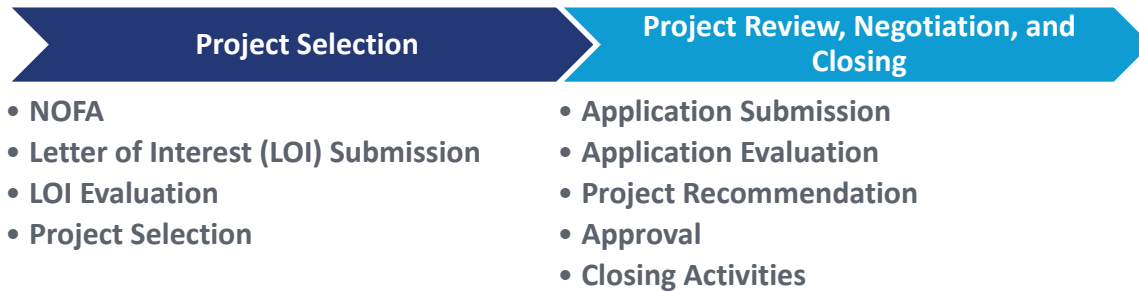 Project Selection
• NOFA
• Letter of Interest (LOI) Submission
• LOI Evaluation
• Project Selection
Project Review, Negotiation, and
Closing
• Application Submission
• Application Evaluation
• Project Recommendation
• Approval
• Closing Activities